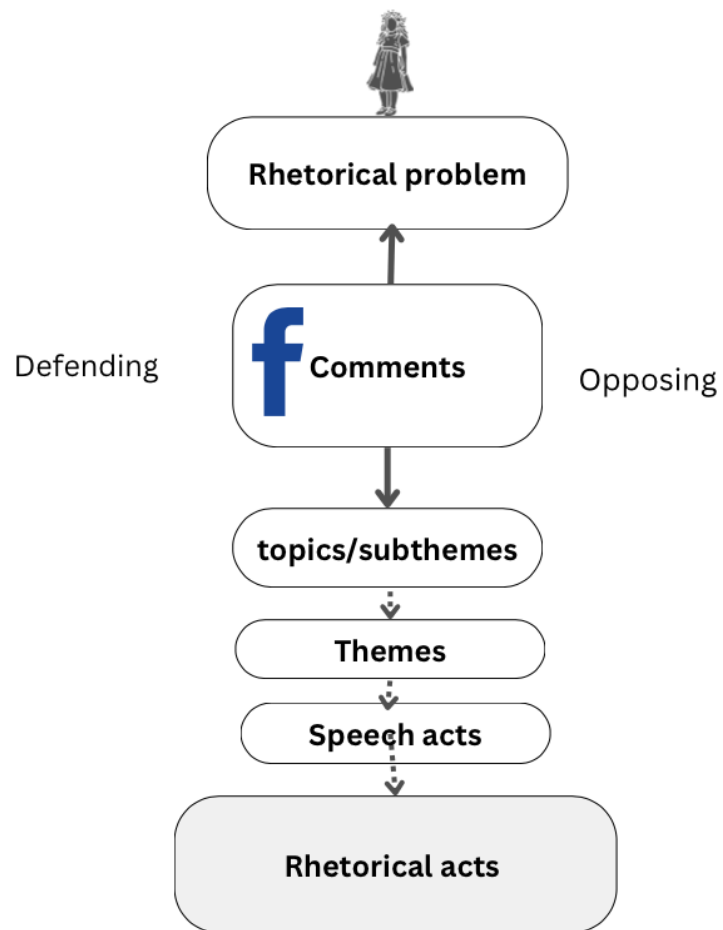 Rhetorical problem
Defending
f Comments
Opposing
topics/subthemes
Themes
Speech acts
Rhetorical acts